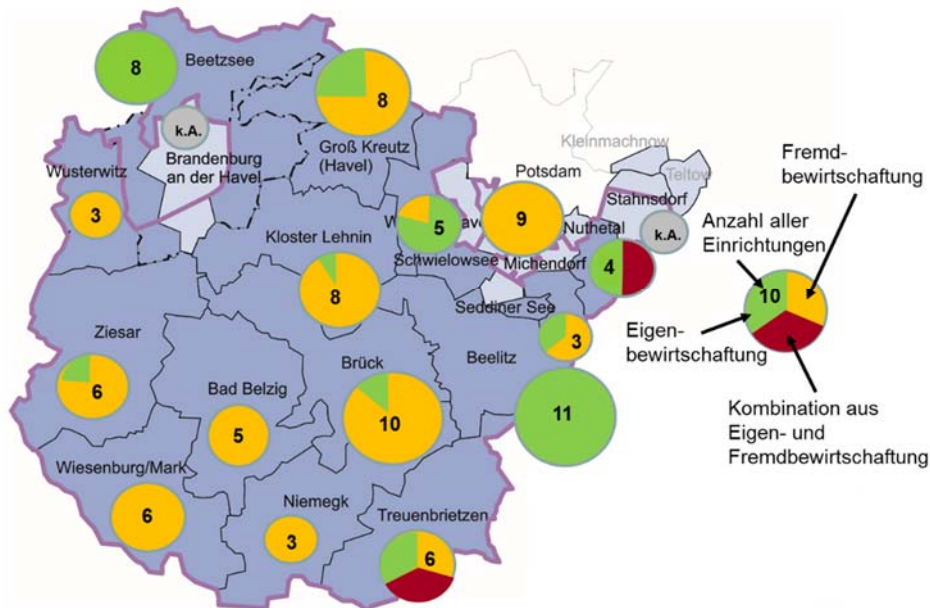 8
Beetzsee
8
k.A.
Brandenburg
an der Havel
Groß Kreutz
(Havel)
Wusterwitz
3
Kleinmachnow
Teltow
Stahnsdorf
k.A.
Potsdam
9
Nuthetal
4
5
Schwielowsee
Michendorf
Kloster Lehnin
8
Seddiner See
3
Ziesar
6
Beelitz
11
Brück
10
Bad Belzig
5
Wiesenburg/Mark
6
Niemegk
3
Treuenbrietzen
6
Fremd-
bewirtschaftung
Anzahl aller
Einrichtungen
10
Eigen-
bewirtschaftung
Kombination aus
Eigen- und
Fremdbewirtschaftung